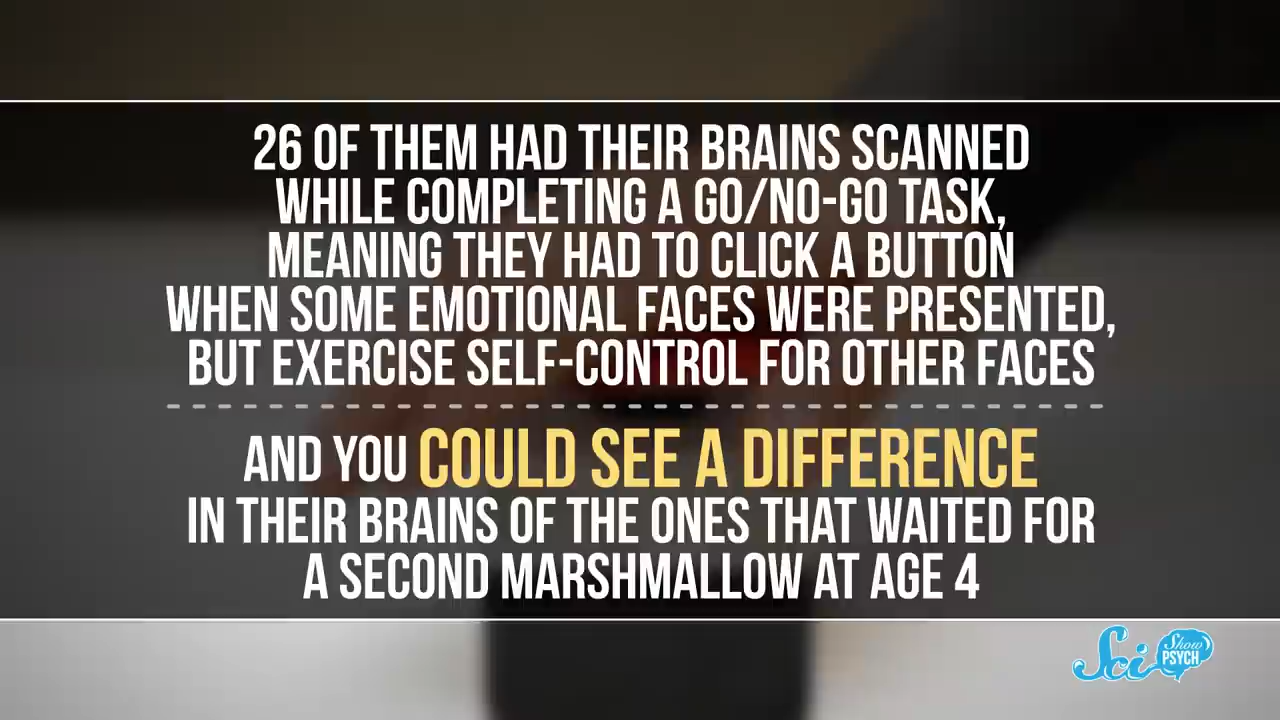 26 OF THEM HAD THEIR BRAINS SCANNED
WHILE COMPLETING A GO/NO-GO TASK,
MEANING THEY HAD TO CLICK A BUTTON
WHEN SOME EMOTIONAL FACES WERE PRESENTED,
BUT EXERCISE SELF-CONTROL FOR OTHER FACES
AND YOU COULD SEE A DIFFERENCE
IN THEIR BRAINS OF THE ONES THAT WAITED FOR
A SECOND MARSHMALLOW AT AGE 4
Sci Show
PSYCH